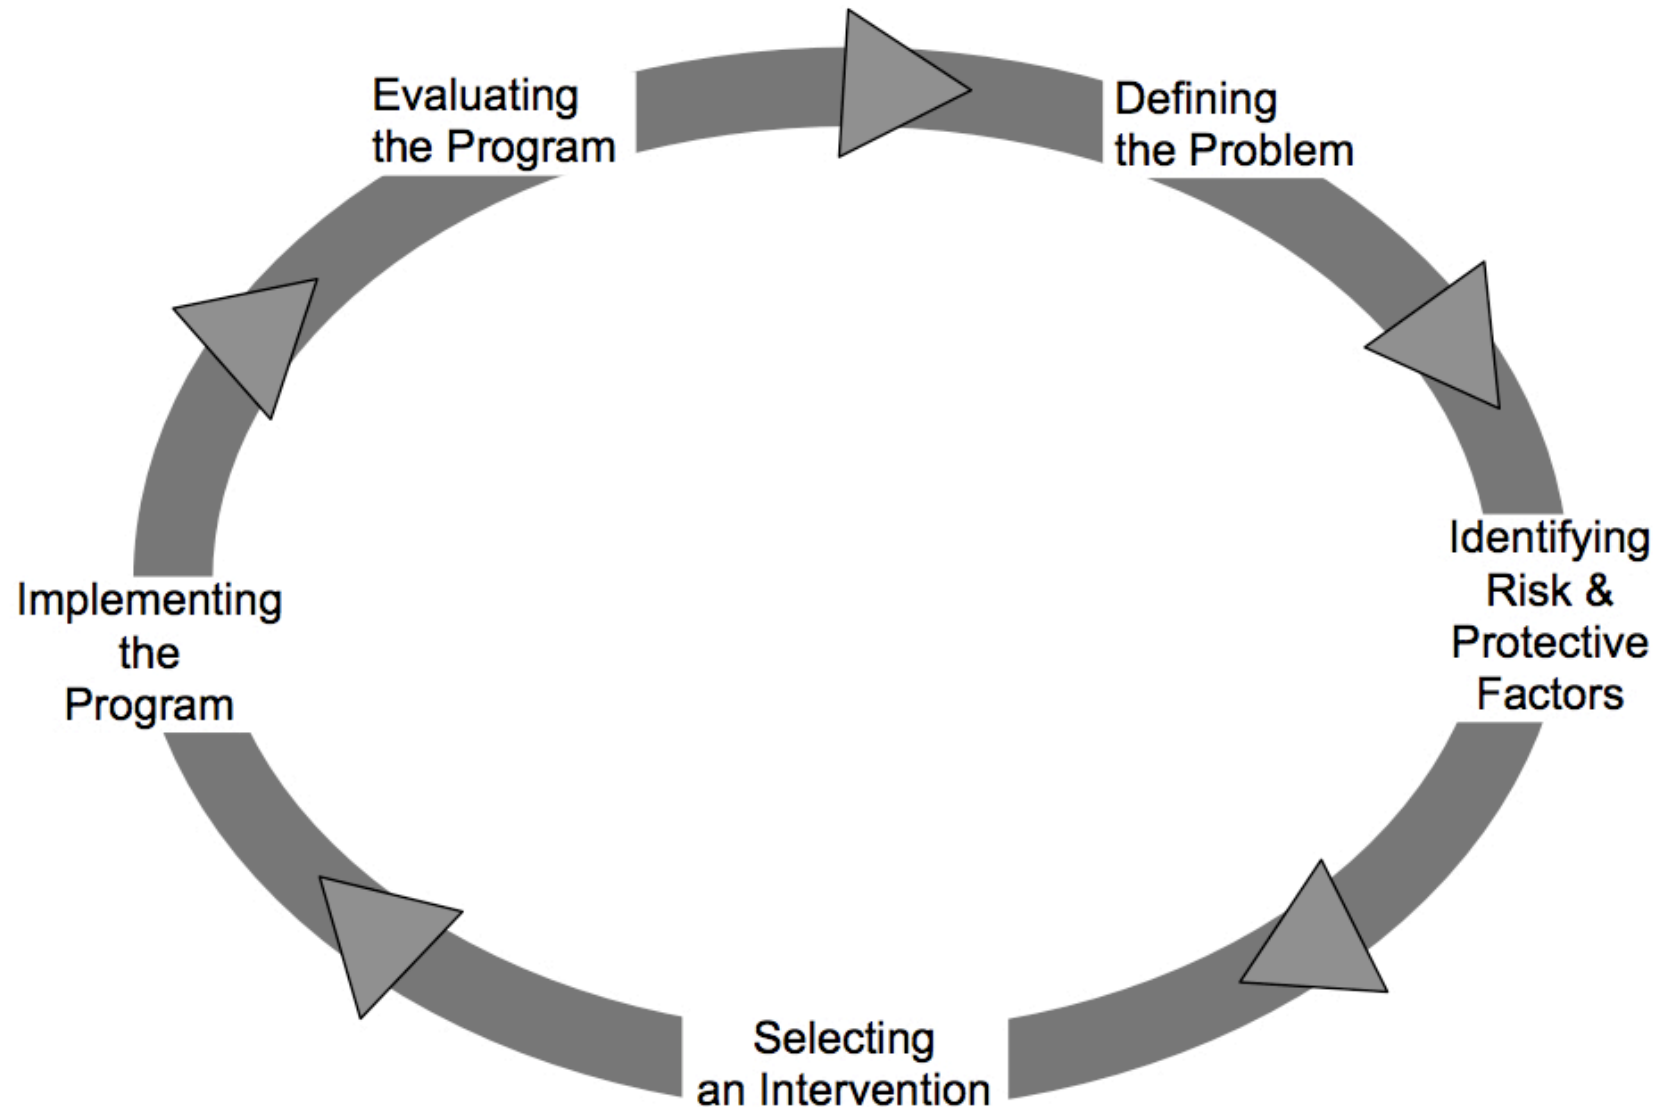 Evaluating
the Program
Defining
the Problem
Identifying
Risk &
Protective
Factors
Selecting
an Intervention
Implementing
the
Program